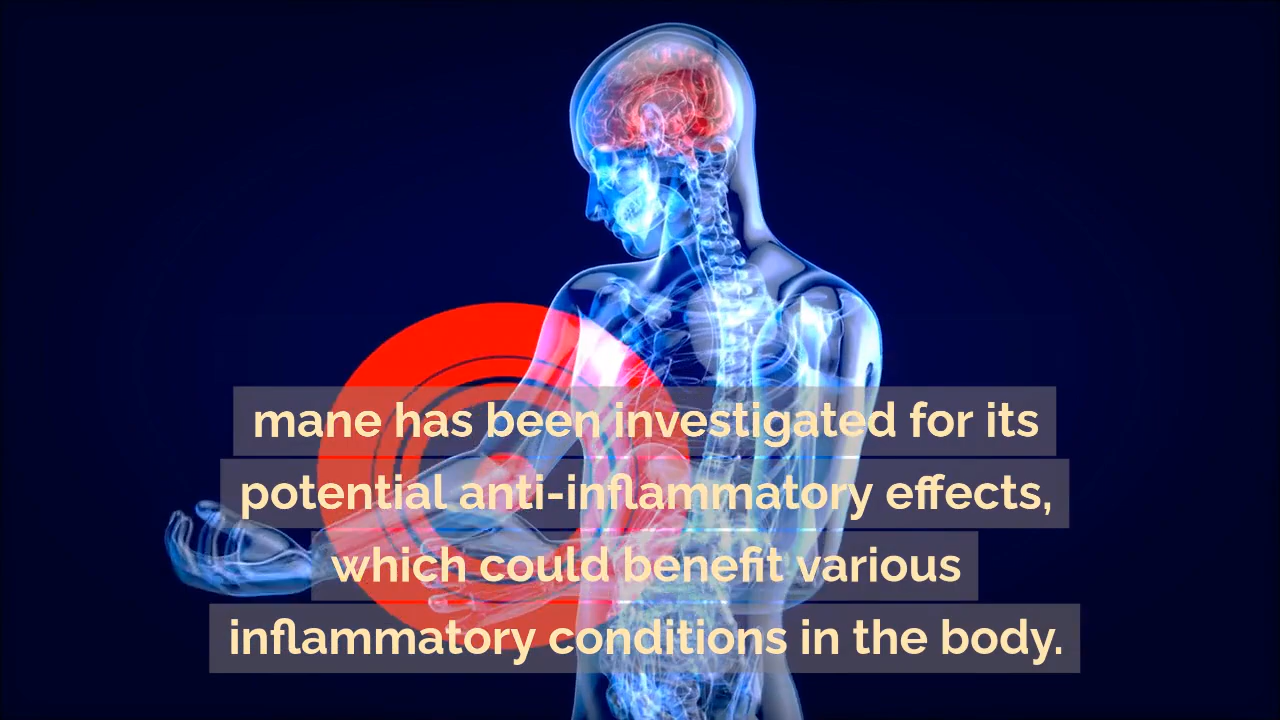 mane has been investigated for its
potential anti-inflammatory effects,
which could benefit various
inflammatory conditions in the body.